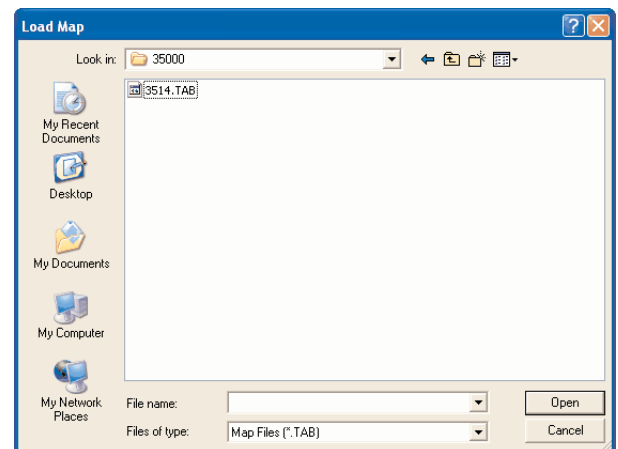 Load Map
Look in:
35000
3514.TAB
My Recent
Documents
Desktop
My Documents
My Computer
My Network
Places
File name:
Open
Files of type:
Map Files (*.TAB)
Cancel